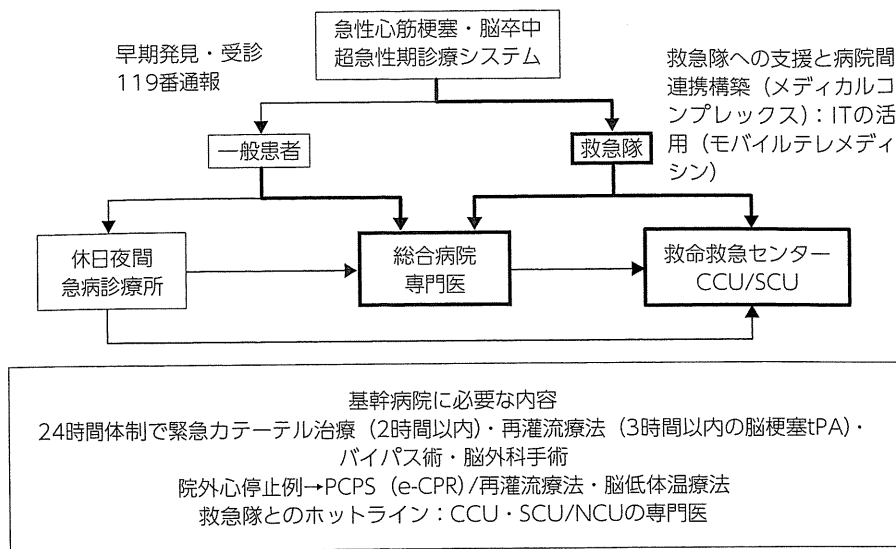 急性心筋梗塞・脳卒中
超急性期診療システム
早期発見・受診
119番通報
救急隊への支援と病院間
連携構築（メディカルコ
ンプレックス）：ITの活
用（モバイルテレメディ
シン）
一般患者
救急隊
休日夜間
急病診療所
総合病院
専門医
救命救急センター
CCU/SCU
基幹病院に必要な内容
24時間体制で緊急カテーテル治療（2時間以内）・再灌流療法（3時間以内の脳梗塞tPA）・
バイパス術・脳外科手術
院外心停止例→PCPS（e-CPR）/再灌流療法・脳低体温療法
救急隊とのホットライン：CCU・SCU/NCUの専門医